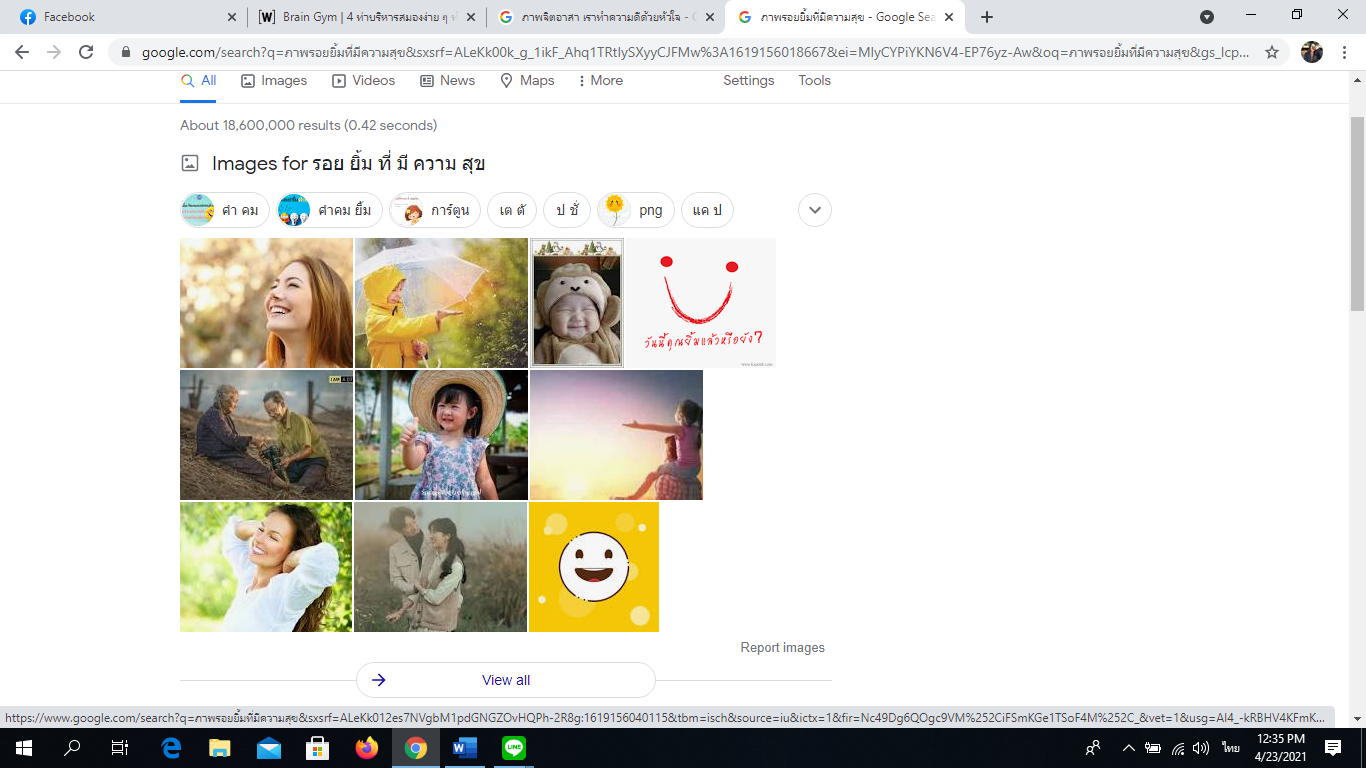 Facebook
Brain Gym | 4 ท่าบริหารสมองง่าย ๆ
ภาพจิตอาสา เราทำความดีด้วยหัวใจ -
ภาพรอยยิ้มที่มีความสุข - Google Sea
google.com/search?q=ภาพรอยยิ้มที่มีความสุข&sxsrf=ALeKk00k_g_1ikF_Ahq1TRtlySXyyCJFMw%3A1619156018667&ei=MlyCYPiYKN6V4-EP76yz-Aw&oq=ภาพรอยยิ้มที่มีความสุข&gs_lcp...
All
Images
Videos
News
Maps
More
Settings
Tools
About 18,600,000 results (0.42 seconds)
Images for รอย ยิ้ม ที่ มี ความ สุข
คํา คม
คําคม ยิ้ม
การ์ตูน
เต ตั
ป ชั่
png
แค ป
วันนี้คุณยิ้มแล้วหรือยัง?
Report images
View all
https://www.google.com/search?q=ภาพรอยยิ้มที่มีความสุข&sxsrf=ALeKk012es7NVgbM1pdGNGZOvHQPh-2R8g:1619156040115&tbm=isch&source=iu&ictx=1&fir=Nc49Dg6QOgc9VM%252CiFSmKGe1TSoF4M%252C_&vet=1&usg=AI4_-kRBHV4KFmK...
ไทย
12:35 PM
4/23/2021